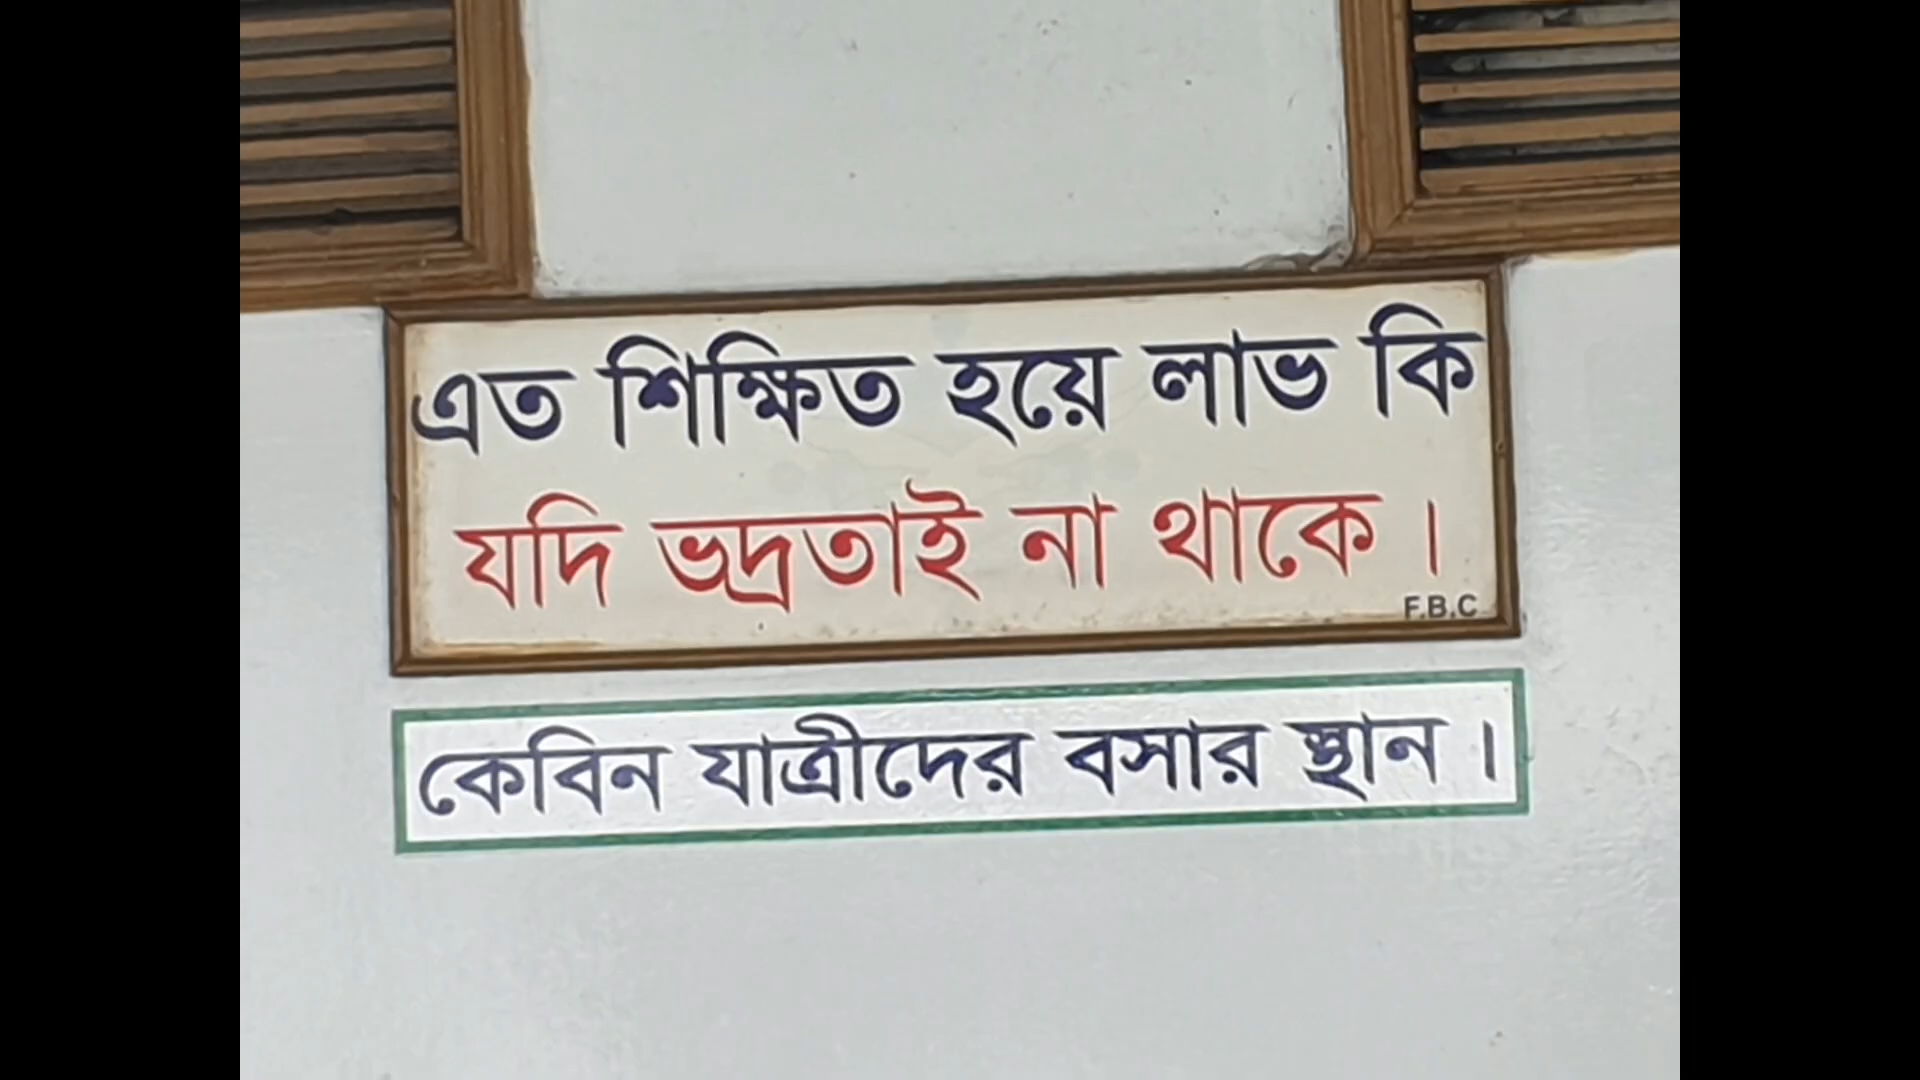 এত শিক্ষিত হয়ে লাভ কি
যদি ভদ্রতাই না থাকে ।
F.B.C
কেবিন যাত্রীদের বসার স্থান ।